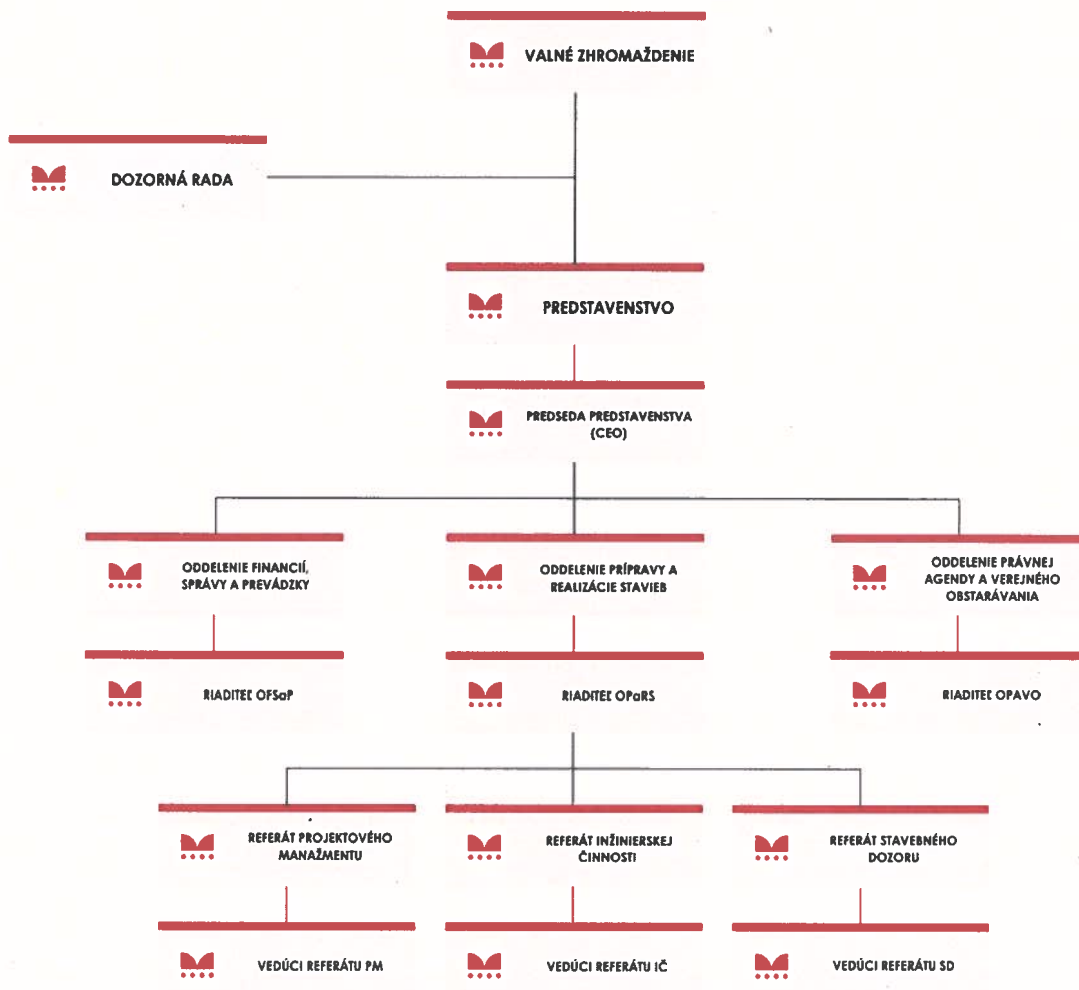 VALNÉ ZHROMAŽDENIE
DOZORNÁ RADA
PREDSTAVENSTVO
PREDSEDA PREDSTAVENSTVA
(CEO)
ODDELENIE FINANCIÍ,
SPRÁVY A PREVÁDZKY
ODDELENIE PRÍPRAVY A
REALIZÁCIE STAVIEB
ODDELENIE PRÁVNEJ
AGENDY A VEREJNÉHO
OBSTARÁVANIA
RIADITEĽ OFSaP
RIADITEĽ OPaRS
RIADITEĽ OPAVO
REFERÁT PROJEKTOVÉHO
MANAŽMENTU
REFERÁT INŽINIERSKEJ
ČINNOSTI
REFERÁT STAVEBNÉHO
DOZORU
VEDÚCI REFERÁTU PM
VEDÚCI REFERÁTU IČ
VEDÚCI REFERÁTU SD